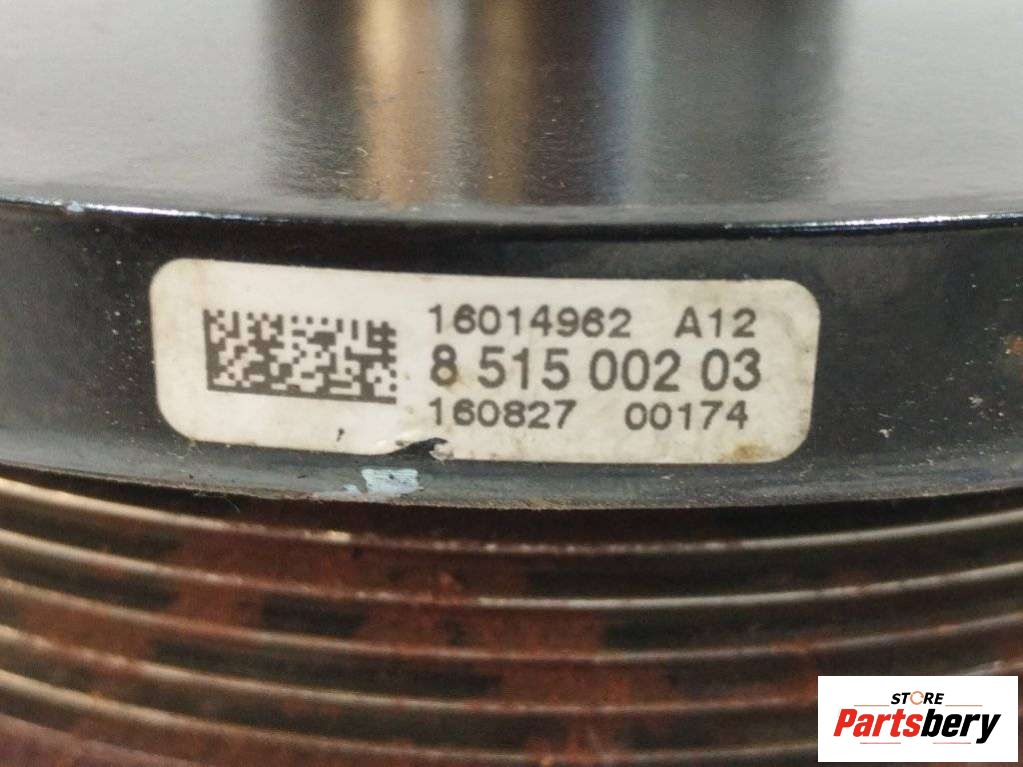 16014962 A12
8 515 002 03
160827 00174
STORE
Partsbery